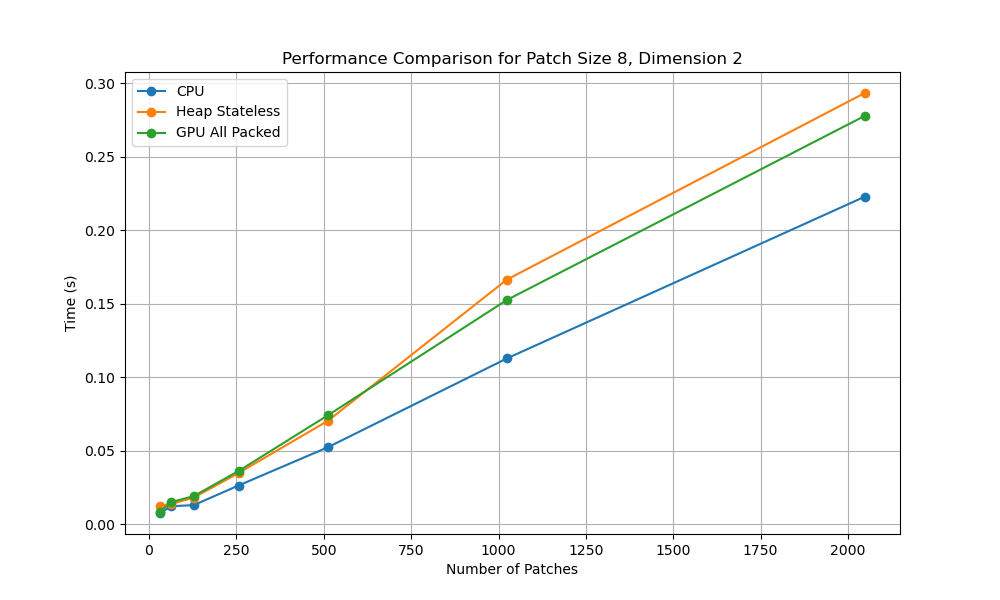 Performance Comparison for Patch Size 8, Dimension 2
CPU
Heap Stateless
GPU All Packed
0.30
0.25
0.20
0.15
0.10
0.05
0.00
Time (s)
0 250 500 750 1000 1250 1500 1750 2000
Number of Patches